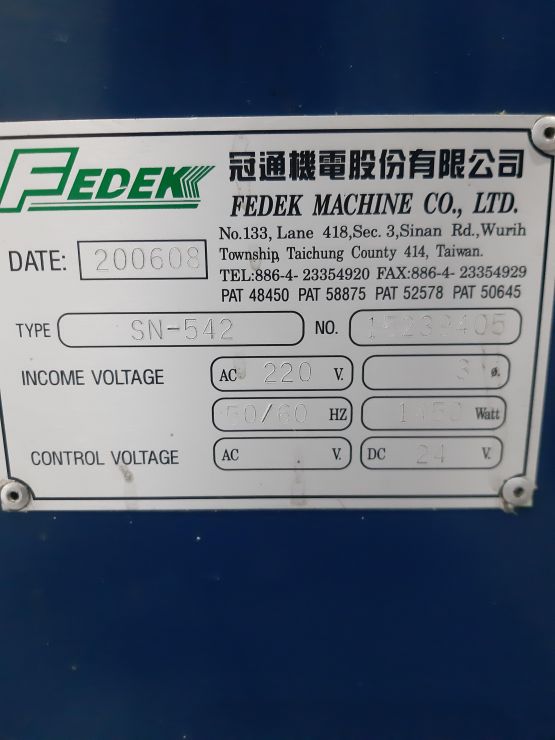 FEDEK
冠通機電股份有限公司
FEDEK MACHINE CO., LTD.
No.133, Lane 418,Sec. 3,Sinan Rd.,Wurih
Township, Taichung County 414, Taiwan.
TEL:886-4- 23354920 FAX:886-4- 23354929
PAT 48450 PAT 58875 PAT 52578 PAT 50645
DATE: 200608
TYPE SN-542 NO.
INCOME VOLTAGE AC 220 V. 3 ø.
50/60 HZ Watt
CONTROL VOLTAGE AC V. DC 24 V.